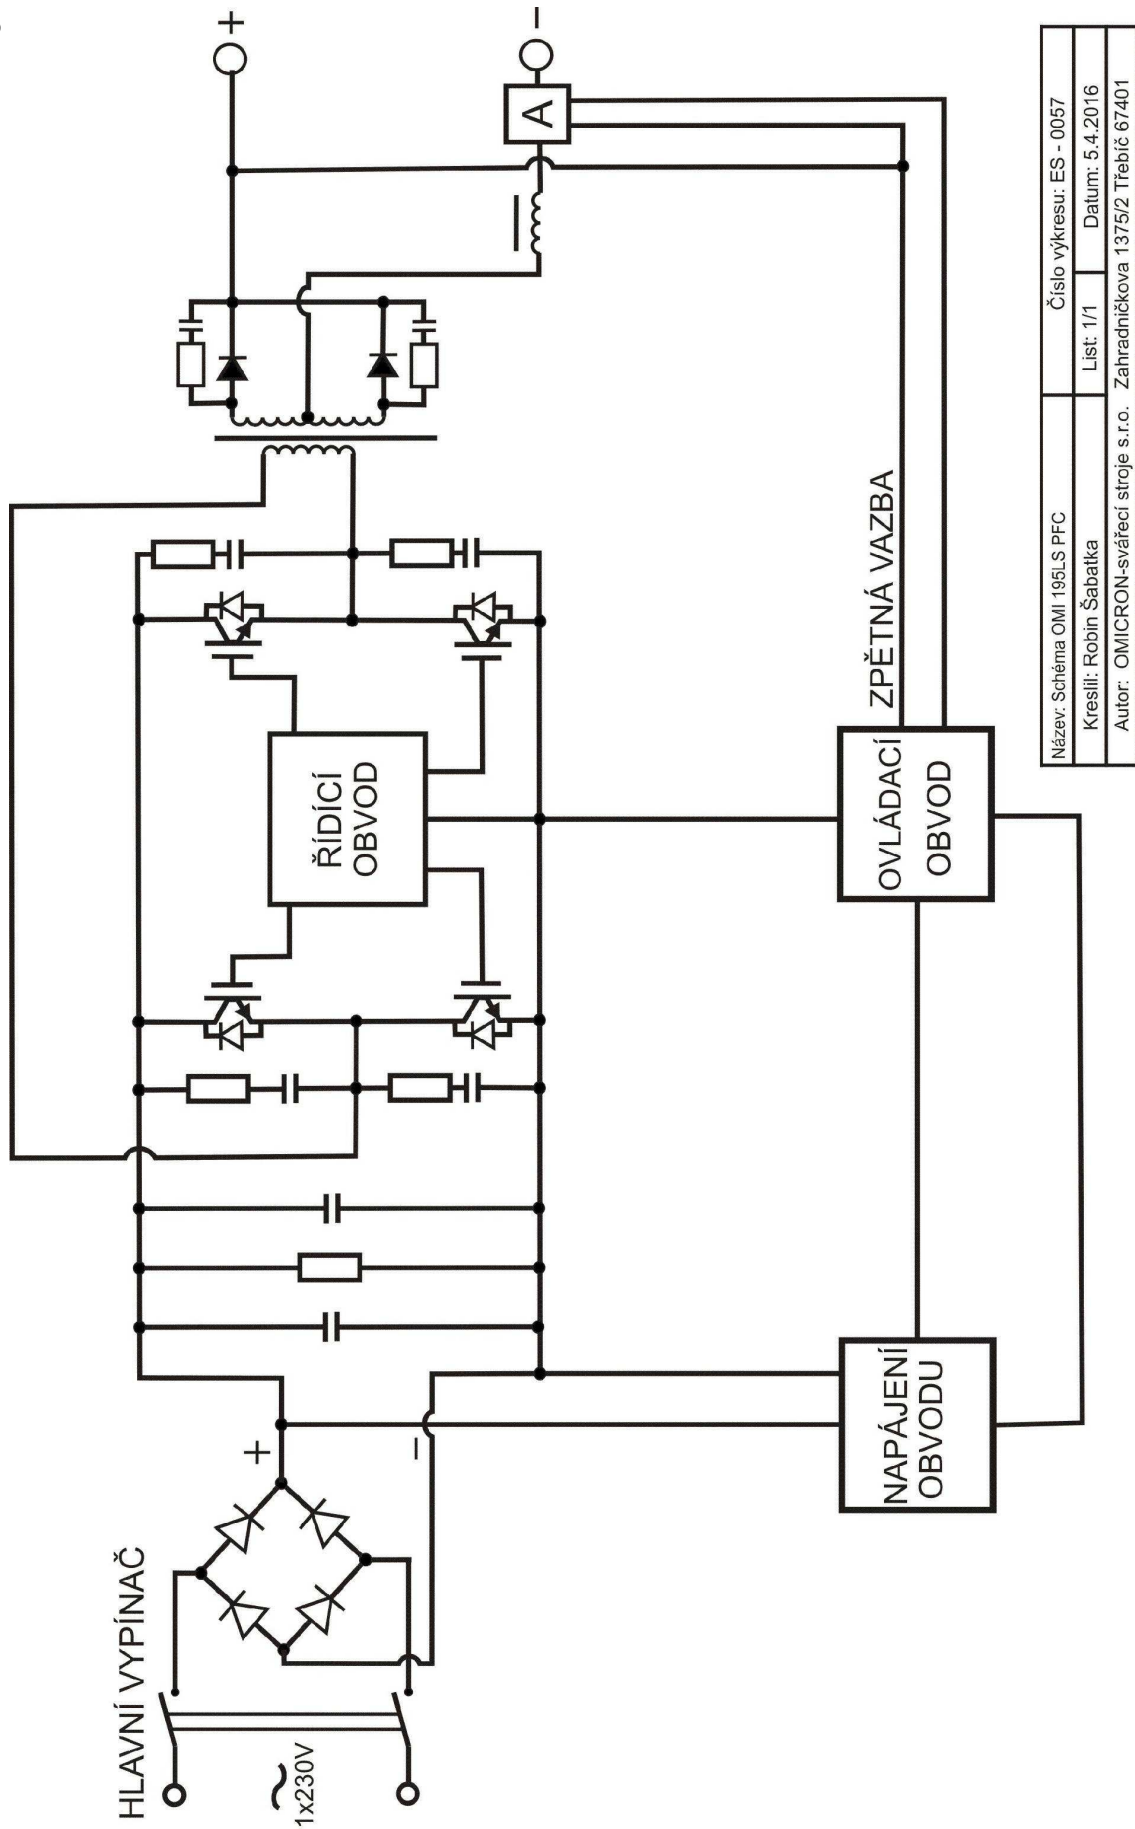 HLAVNÍ VYPÍNAČ
1x230V
+
−
NAPÁJENÍ
OBVODU
ŘÍDÍCÍ
OBVOD
OVLÁDACÍ
OBVOD
ZPĚTNÁ VAZBA
A
+
−
Název: Schéma OMI 195LS PFC
Číslo výkresu: ES - 0057
Kreslil: Robin Šabatka
List: 1/1
Datum: 5.4.2016
Autor: OMICRON-svářecí stroje s.r.o. Zahradníčkova 1375/2 Třebíč 67401